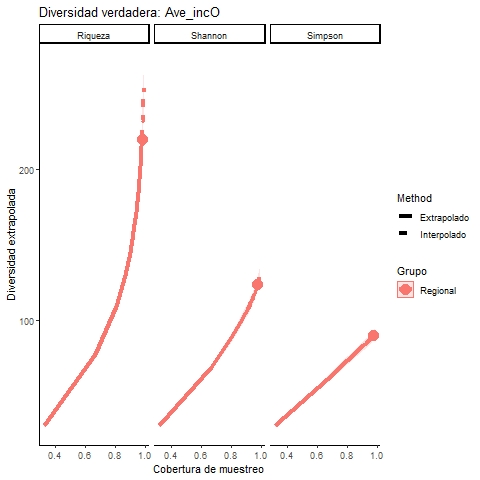 Diversidad verdadera: Ave_incO
Riqueza
Shannon
Simpson
Diversidad extrapolada
200
100
0.4 0.6 0.8 1.0
0.4 0.6 0.8 1.0
0.4 0.6 0.8 1.0
Cobertura de muestreo
Method
Extrapolado
Interpolado
Grupo
Regional